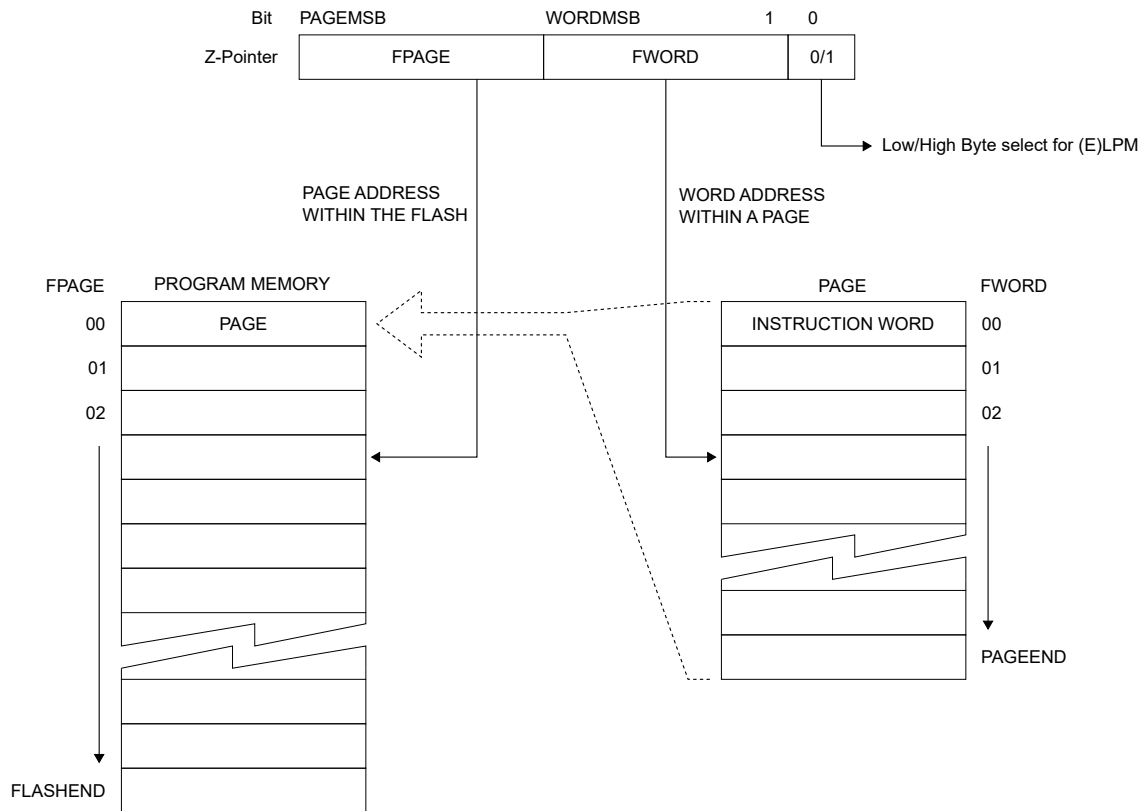 Bit PAGEMSB WORDMSB 1 0
Z-Pointer FPAGE FWORD 0/1
Low/High Byte select for (E)LPM
PAGE ADDRESS
WITHIN THE FLASH
WORD ADDRESS
WITHIN A PAGE
FPAGE PROGRAM MEMORY PAGE FWORD
00 PAGE INSTRUCTION WORD 00
01 01
02 02
PAGEEND
FLASHEND